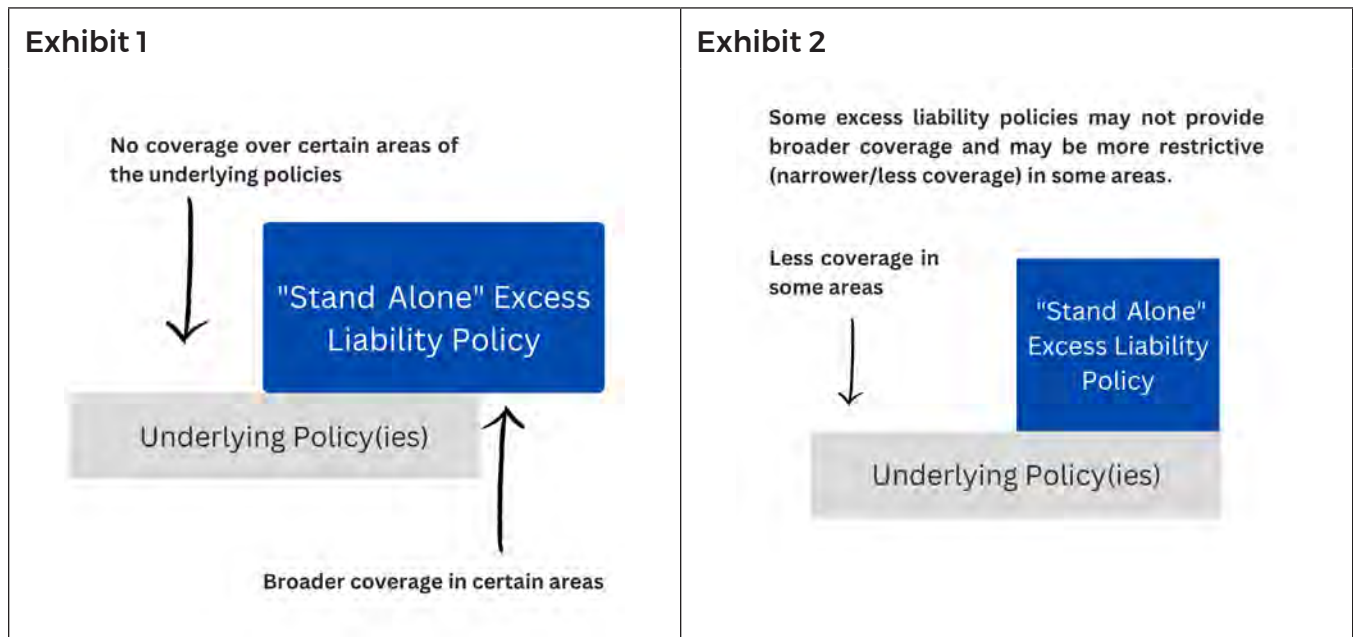 Exhibit 1
No coverage over certain areas of
the underlying policies
"Stand Alone" Excess
Liability Policy
Underlying Policy(ies)
Broader coverage in certain areas
Exhibit 2
Some excess liability policies may not provide
broader coverage and may be more restrictive
(narrower/less coverage) in some areas.
Less coverage in
some areas
"Stand Alone"
Excess Liability
Policy
Underlying Policy(ies)